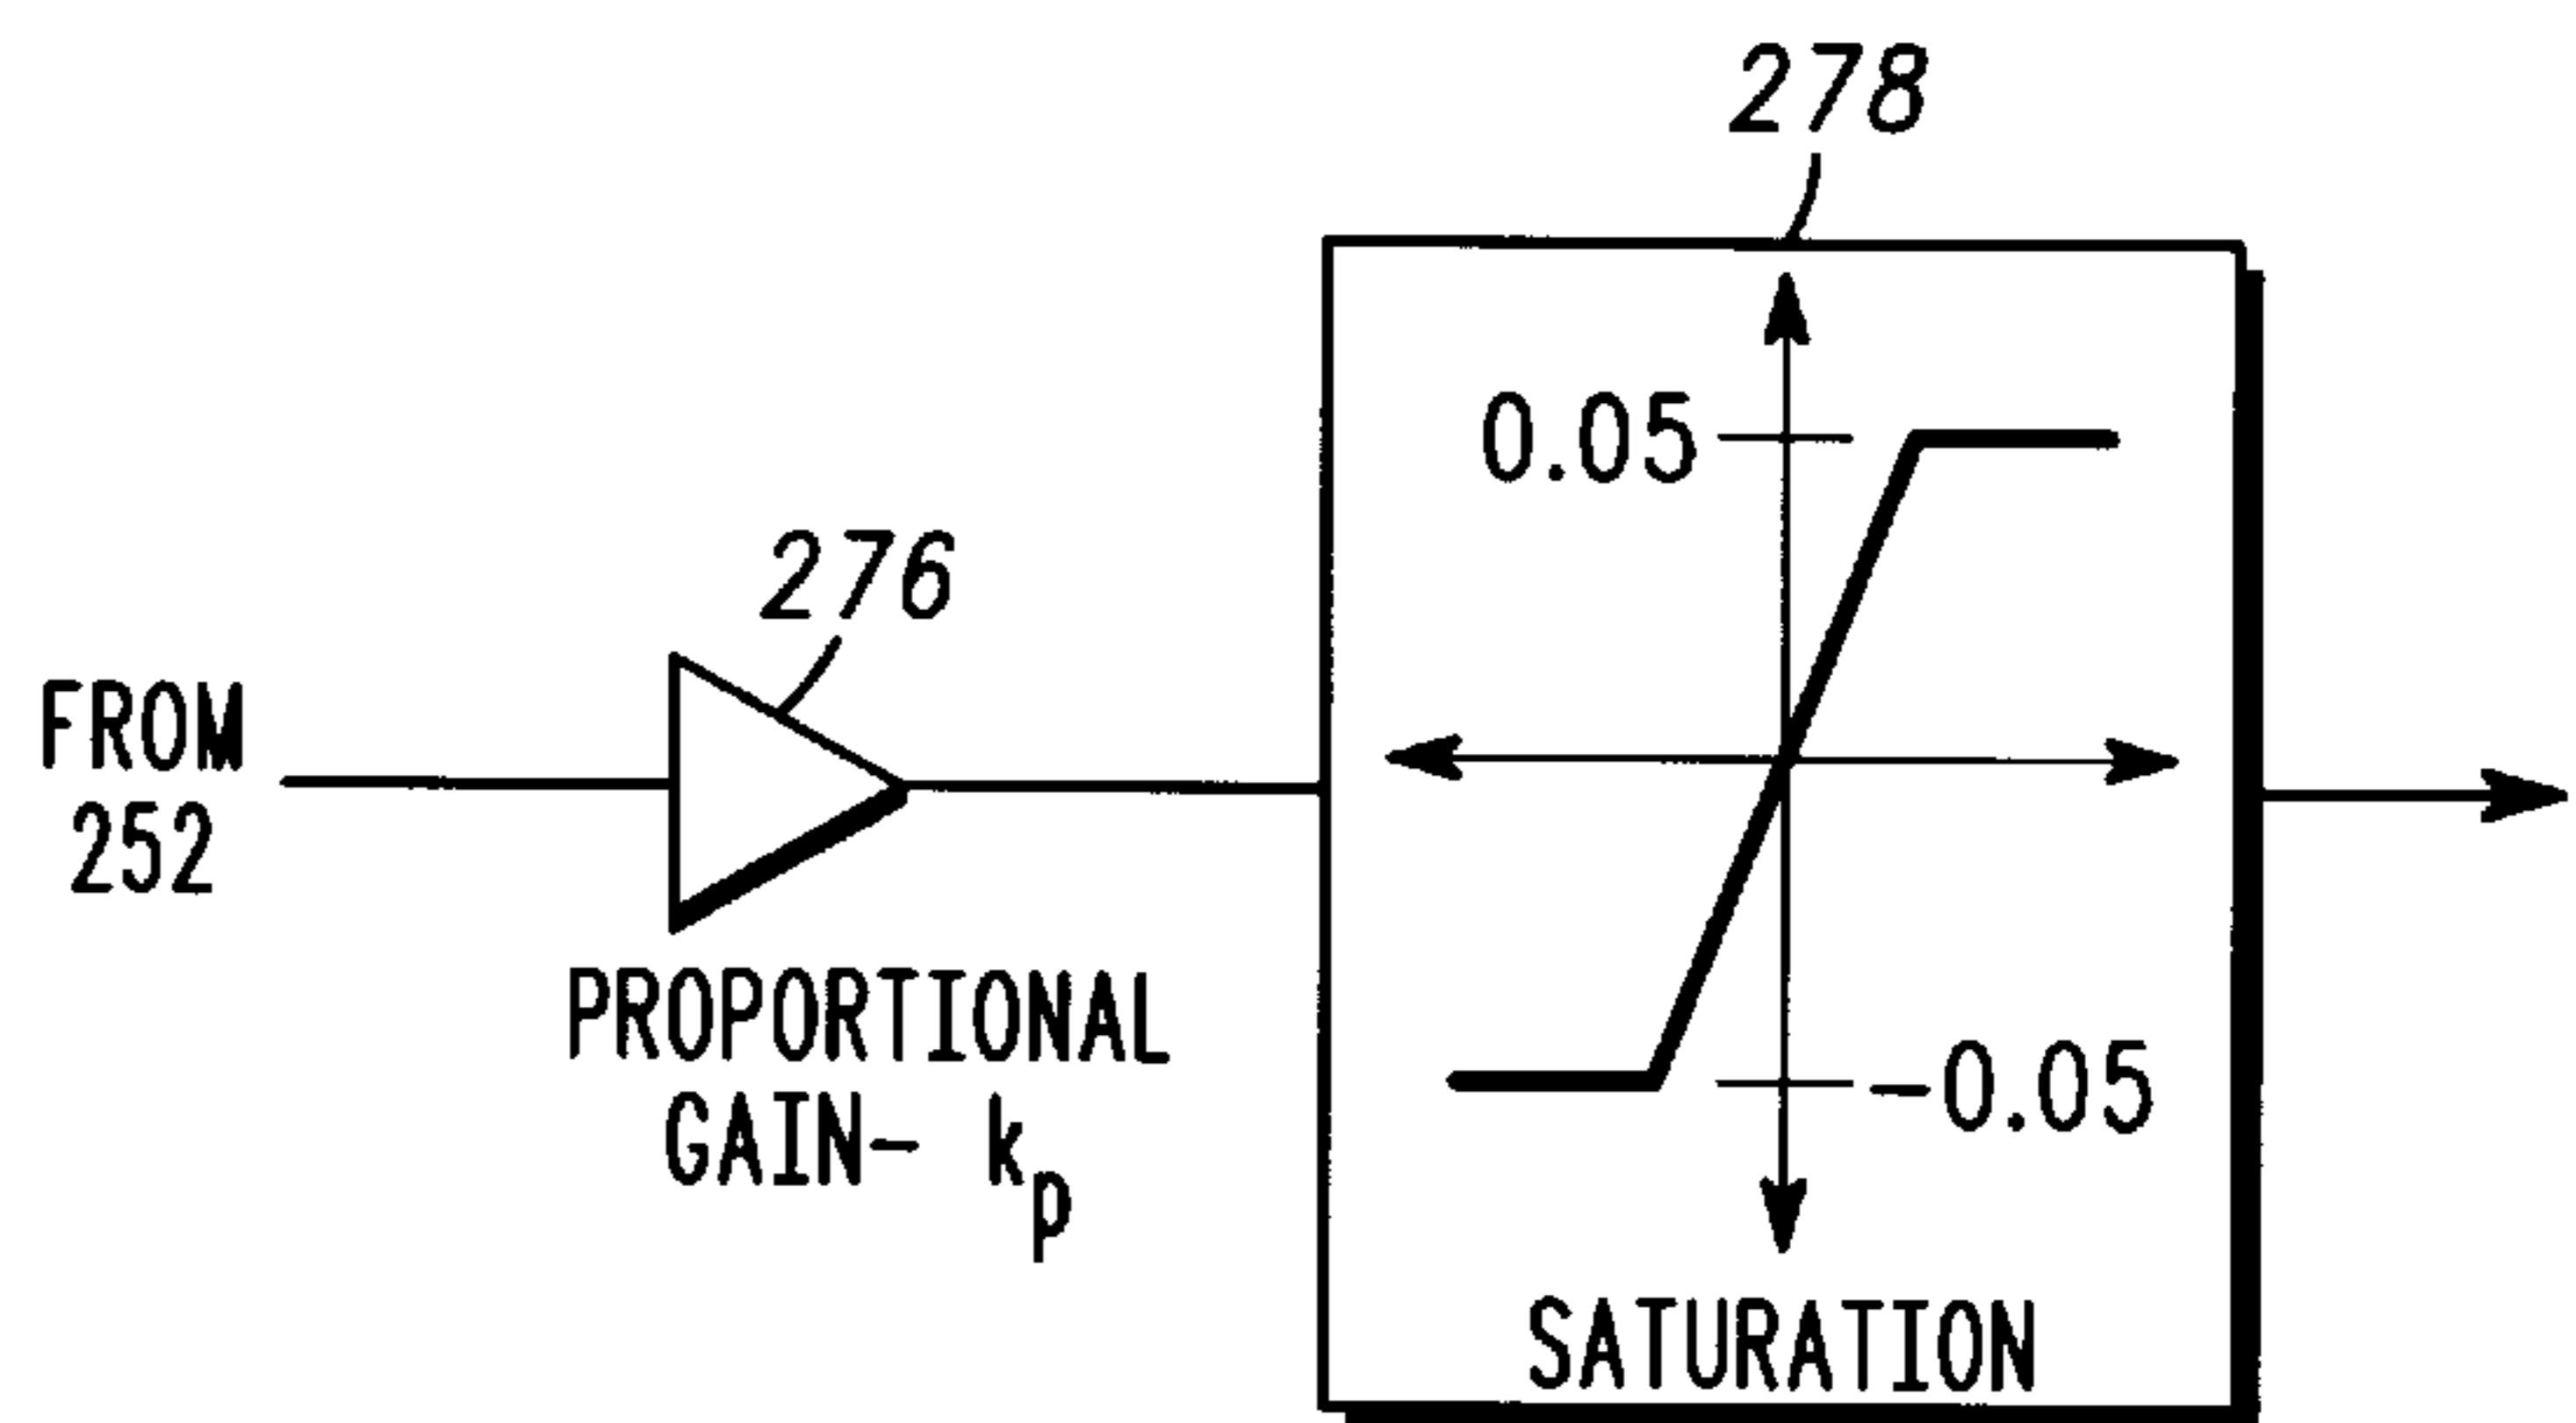 278
0.05
276
FROM
252
PROPORTIONAL
GAIN- kp
-0.05
SATURATION